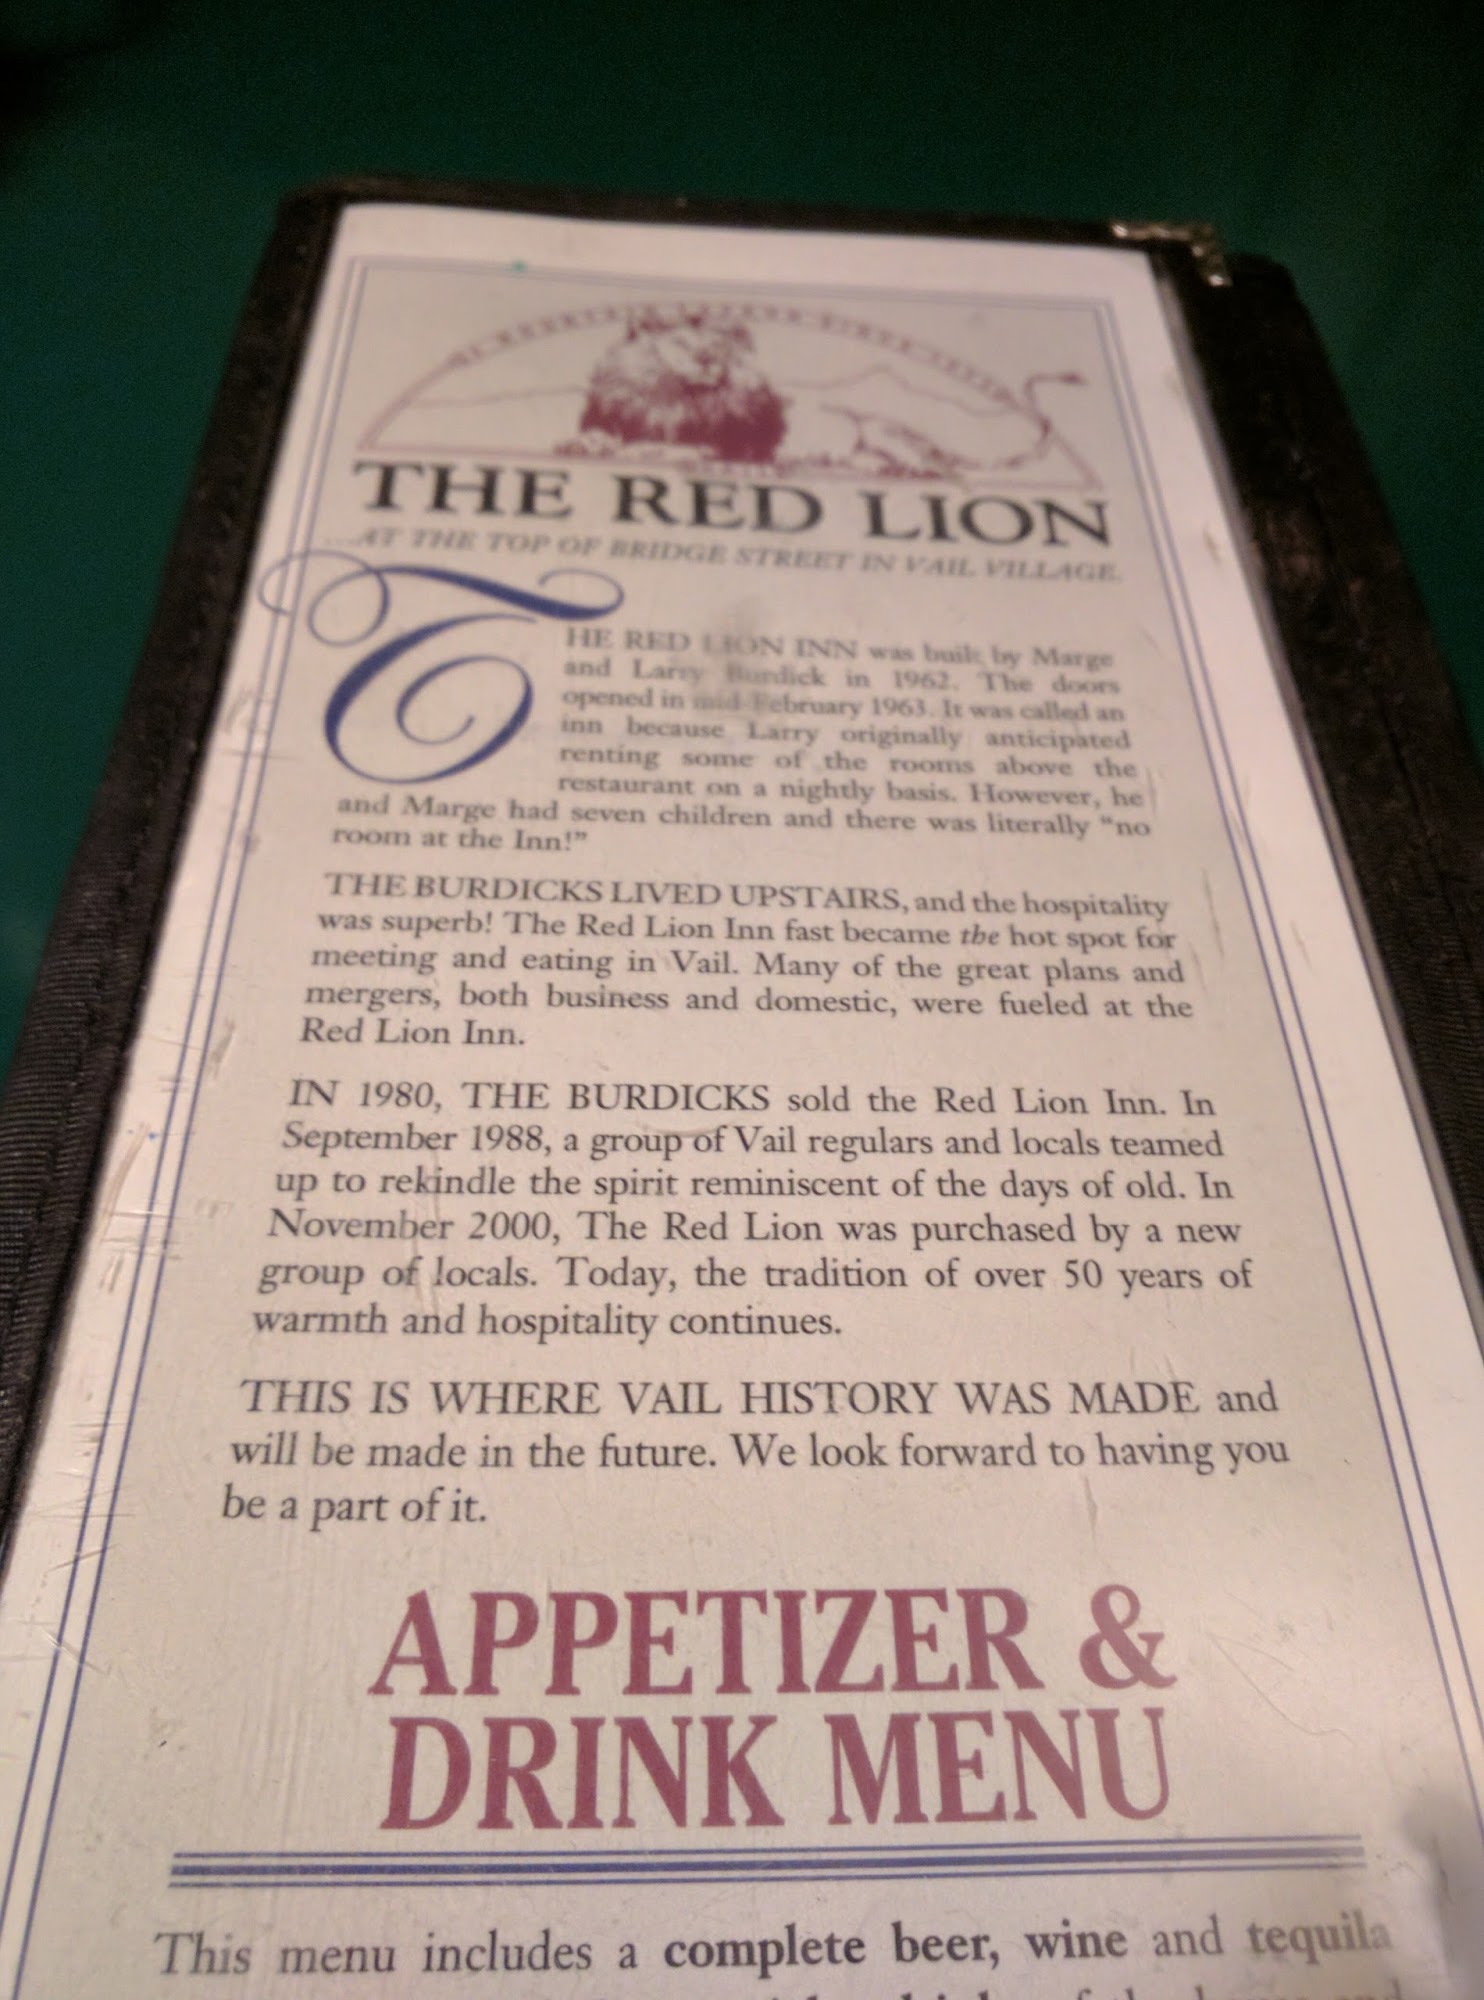 THE RED LION
...AT THE TOP OF BRIDGE STREET IN VAIL VILLAGE.
THE RED LION INN was built by Marge
and Larry Burdick in 1962. The doors
opened in mid-February 1963. It was called an
inn because Larry originally anticipated
renting some of the rooms above the
restaurant on a nightly basis. However, he
and Marge had seven children and there was literally "no
room at the Inn!"
THE BURDICKS LIVED UPSTAIRS, and the hospitality
was superb! The Red Lion Inn fast became the hot spot for
meeting and eating in Vail. Many of the great plans and
mergers, both business and domestic, were fueled at the
Red Lion Inn.
IN 1980, THE BURDICKS sold the Red Lion Inn. In
September 1988, a group of Vail regulars and locals teamed
up to rekindle the spirit reminiscent of the days of old. In
November 2000, The Red Lion was purchased by a new
group of locals. Today, the tradition of over 50 years of
warmth and hospitality continues.
THIS IS WHERE VAIL HISTORY WAS MADE and
will be made in the future. We look forward to having you
be a part of it.
APPETIZER &
DRINK MENU
This menu includes a complete beer, wine and tequila